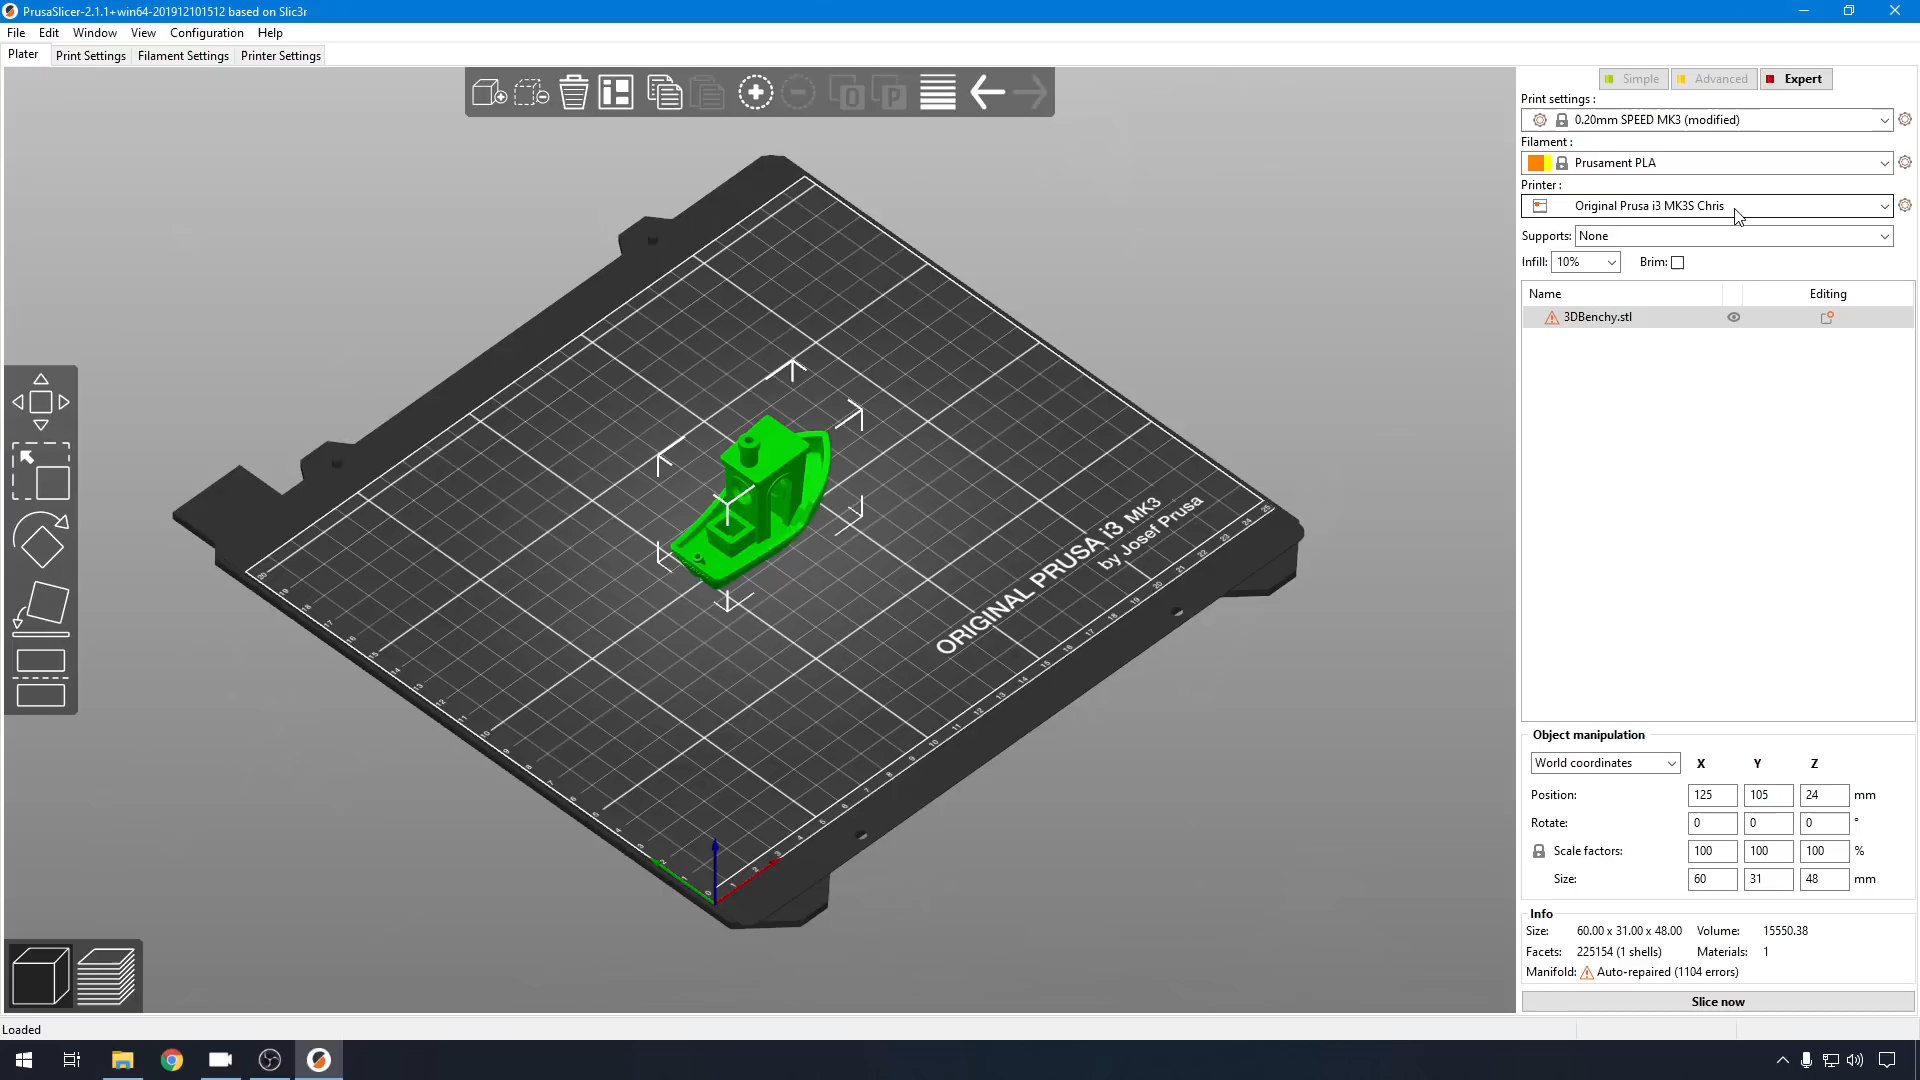 PrusaSlicer-2.1.1+win64-201912101512 based on Slic3r
File Edit Window View Configuration Help
Plater Print Settings Filament Settings Printer Settings
Simple Advanced Expert
Print settings :
0.20mm SPEED MK3 (modified)
Filament :
Prusament PLA
Printer :
Original Prusa i3 MK3S Chris
Supports: None
Infill: 10% Brim:
Name Editing
3DBenchy.stl
ORIGINAL PRUSA i3 MK3
by Josef Prusa
Object manipulation
World coordinates X Y Z
Position: 125 105 24 mm
Rotate: 0 0 0 °
Scale factors: 100 100 100 %
Size: 60 31 48 mm
Info
Size: 60.00 x 31.00 x 48.00 Volume: 15550.38
Facets: 225154 (1 shells) Materials: 1
Manifold: Auto-repaired (1104 errors)
Slice now
Loaded